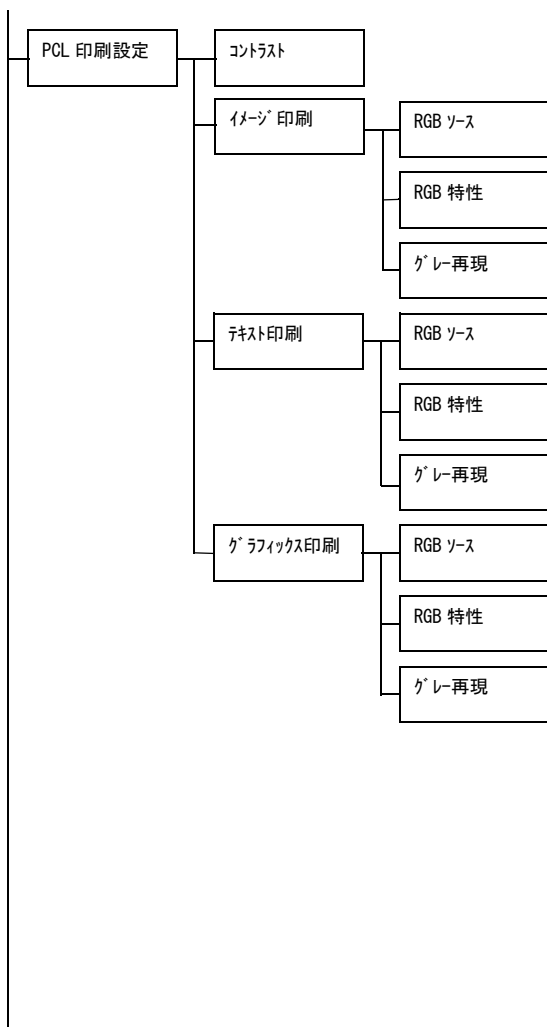 PCL 印刷設定
ｺﾝﾄﾗｽﾄ
ｲﾒｰｼﾞ 印刷
RGB ｿｰｽ
RGB 特性
ｸﾞﾚｰ再現
ﾃｷｽﾄ印刷
RGB ｿｰｽ
RGB 特性
ｸﾞﾚｰ再現
ｸﾞﾗﾌｨｯｸｽ印刷
RGB ｿｰｽ
RGB 特性
ｸﾞﾚｰ再現